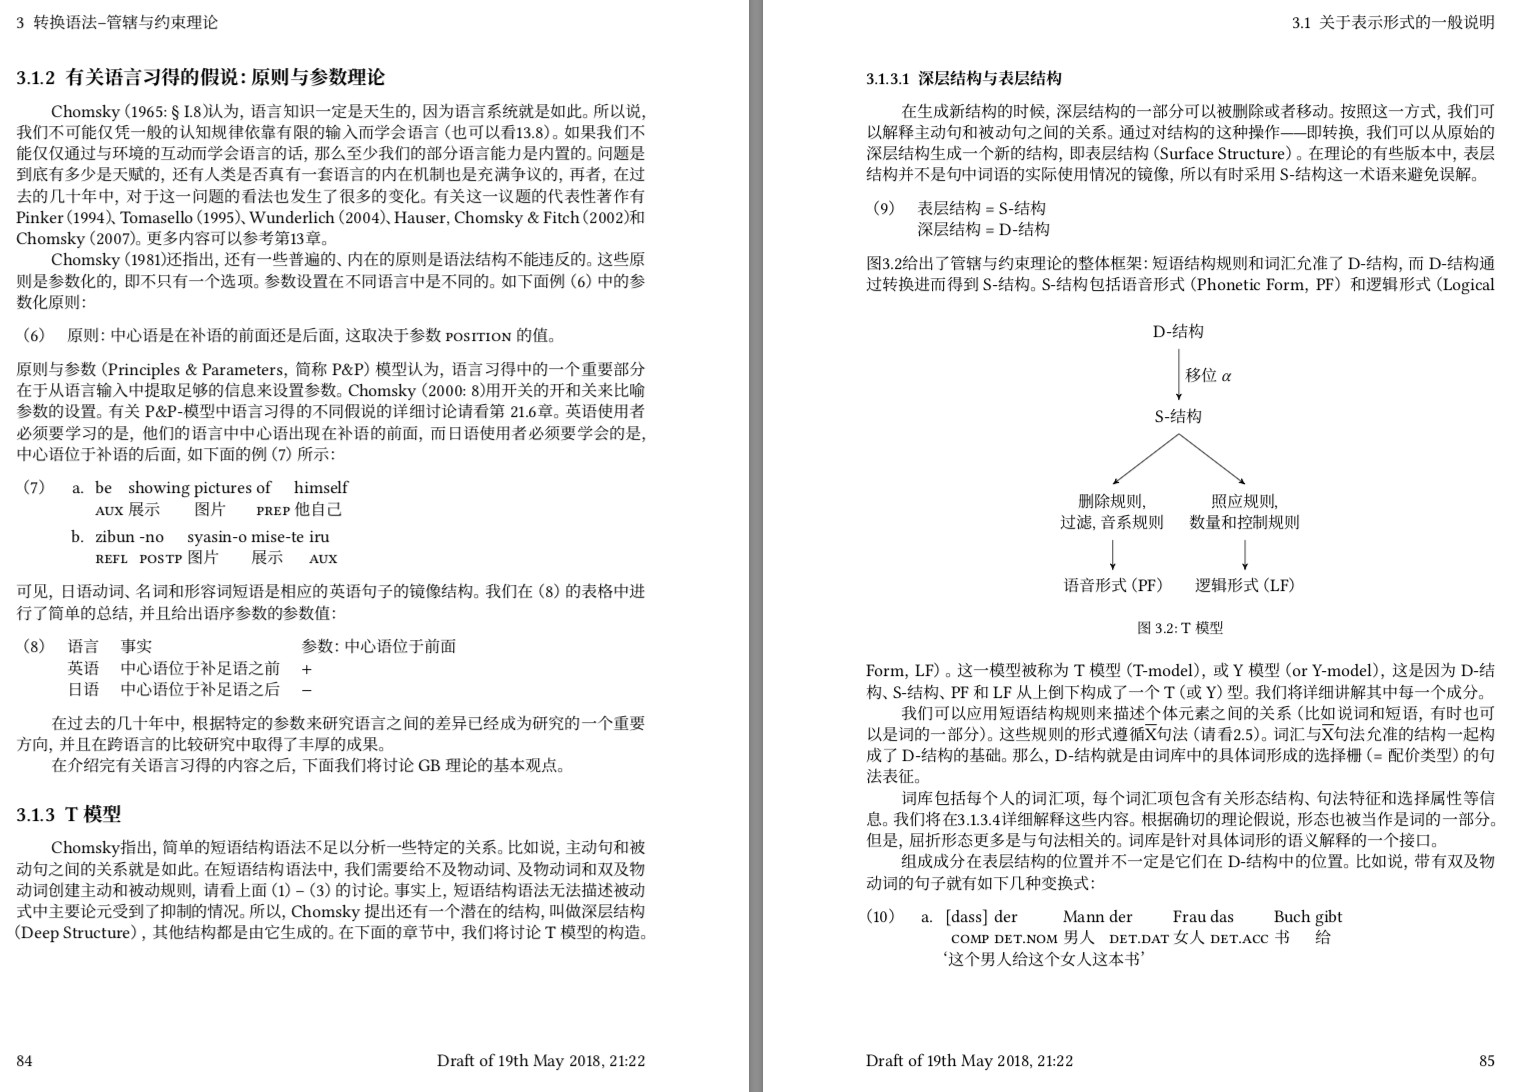 3 转换语法–管辖与约束理论
3.1.2 有关语言习得的假说：原则与参数理论
Chomsky（1965: § I.8)认为，语言知识一定是天生的，因为语言系统就是如此。所以说，
我们不可能仅凭一般的认知规律依靠有限的输入而学会语言（也可以看13.8）。如果我们不
能仅仅通过与环境的互动而学会语言的话，那么至少我们的部分语言能力是内置的。问题是
到底有多少是天赋的，还有人类是否真有一套语言的内在机制也是充满争议的，再者，在过
去的几十年中，对于这一问题的看法也发生了很多的变化。有关这一议题的代表性著作有
Pinker（1994）、Tomasello（1995）、Wunderlich（2004）、Hauser, Chomsky & Fitch（2002)和
Chomsky（2007）。更多内容可以参考第13章。
Chomsky（1981)还指出，还有一些普遍的、内在的原则是语法结构不能违反的。这些原
则是参数化的，即不只有一个选项。参数设置在不同语言中是不同的。如下面例（6）中的参
数化原则：
（6） 原则：中心语是在补语的前面还是后面，这取决于参数 POSITION 的值。
原则与参数（Principles & Parameters，简称 P&P）模型认为，语言习得中的一个重要部分
在于从语言输入中提取足够的信息来设置参数。Chomsky（2000: 8)用开关的开和关来比喻
参数的设置。有关 P&P-模型中语言习得的不同假说的详细讨论请看第 21.6章。英语使用者
必须要学习的是，他们的语言中中心语出现在补语的前面，而日语使用者必须要学会的是，
中心语位于补语的后面，如下面的例（7）所示：
（7） a. be showing pictures of himself
AUX 展示 图片 PREP 他自己
b. zibun -no syasin-o mise-te iru
REFL POSTP 图片 展示 AUX
可见，日语动词、名词和形容词短语是相应的英语句子的镜像结构。我们在（8）的表格中进
行了简单的总结，并且给出语序参数的参数值：
（8） 语言 事实 参数：中心语位于前面
英语 中心语位于补足语之前 +
日语 中心语位于补足语之后 –
在过去的几十年中，根据特定的参数来研究语言之间的差异已经成为研究的一个重要
方向，并且在跨语言的比较研究中取得了丰厚的成果。
在介绍完有关语言习得的内容之后，下面我们将讨论 GB 理论的基本观点。
3.1.3 T 模型
Chomsky指出，简单的短语结构语法不足以分析一些特定的关系。比如说，主动句和被
动句之间的关系就是如此。在短语结构语法中，我们需要给不及物动词、及物动词和双及物
动词创建主动和被动规则，请看上面（1）–（3）的讨论。事实上，短语结构语法无法描述被动
式中主要论元受到了抑制的情况。所以，Chomsky 提出还有一个潜在的结构，叫做深层结构
（Deep Structure），其他结构都是由它生成的。在下面的章节中，我们将讨论 T 模型的构造。
84 Draft of 19th May 2018, 21:22
3.1 关于表示形式的一般说明
3.1.3.1 深层结构与表层结构
在生成新结构的时候，深层结构的一部分可以被删除或者移动。按照这一方式，我们可
以解释主动句和被动句之间的关系。通过对结构的这种操作——即转换，我们可以从原始的
深层结构生成一个新的结构，即表层结构（Surface Structure）。在理论的有些版本中，表层
结构并不是句中词语的实际使用情况的镜像，所以有时采用 S-结构这一术语来避免误解。
（9） 表层结构 = S-结构
深层结构 = D-结构
图3.2给出了管辖与约束理论的整体框架：短语结构规则和词汇允准了 D-结构，而 D-结构通
过转换进而得到 S-结构。S-结构包括语音形式（Phonetic Form, PF）和逻辑形式（Logical
D-结构
移位 α
S-结构
删除规则， 照应规则，
过滤，音系规则 数量和控制规则
语音形式（PF） 逻辑形式（LF）
图 3.2: T 模型
Form, LF）。这一模型被称为 T 模型（T-model），或 Y 模型（or Y-model），这是因为 D-结
构、S-结构、PF 和 LF 从上倒下构成了一个 T（或 Y）型。我们将详细讲解其中每一个成分。
我们可以应用短语结构规则来描述个体元素之间的关系（比如说词和短语，有时也可
以是词的一部分）。这些规则的形式遵循X̅句法（请看2.5）。词汇与X̅句法允准的结构一起构
成了 D-结构的基础。那么，D-结构就是由词库中的具体词形成的选择栅（= 配价类型）的句
法表征。
词库包括每个人的词汇项，每个词汇项包含有关形态结构、句法特征和选择属性等信
息。我们将在3.1.3.4详细解释这些内容。根据确切的理论假说，形态也被当作是词的一部分。
但是，屈折形态更多是与句法相关的。词库是针对具体词形的语义解释的一个接口。
组成成分在表层结构的位置并不一定是它们在 D-结构中的位置。比如说，带有双及物
动词的句子就有如下几种变换式：
（10） a. [dass] der Mann der Frau das Buch gibt
COMP DET.NOM 男人 DET.DAT 女人 DET.ACC 书 给
‘这个男人给这个女人这本书’
Draft of 19th May 2018, 21:22 85